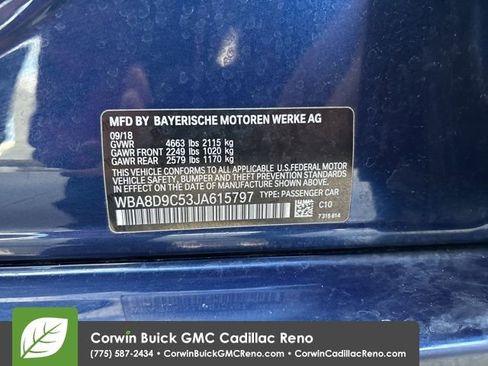 MFD BY BAYERISCHE MOTOREN WERKE AG
09/18
GVWR 4663 lbs 2115 kg
GAWR FRONT 2249 lbs 1020 kg
GAWR REAR 2579 lbs 1170 kg
THIS VEHICLE CONFORMS TO ALL APPLICABLE U.S. FEDERAL MOTOR
VEHICLE SAFETY, BUMPER, AND THEFT PREVENTION STANDARDS
IN EFFECT ON THE DATE OF MANUFACTURE SHOWN ABOVE.
WBA8D9C53JA615797 TYPE: PASSENGER CAR
C10
7 315 614
Corwin Buick GMC Cadillac Reno
(775) 587-2434 • CorwinBuickGMCReno.com • CorwinCadillacReno.com